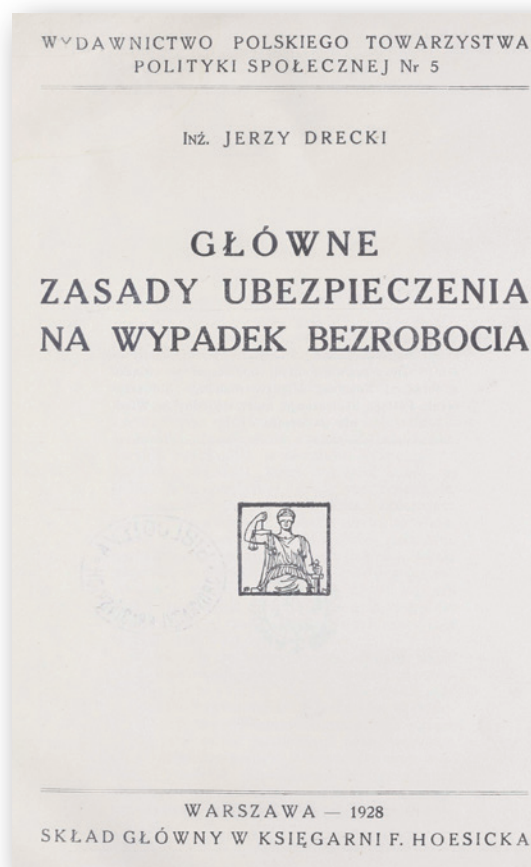 WYDAWNICTWO POLSKIEGO TOWARZYSTWA
POLITYKI SPOŁECZNEJ Nr 5
INŻ. JERZY DRECKI
GŁÓWNE
ZASADY UBEZPIECZENIA
NA WYPADEK BEZROBOCIA
WARSZAWA — 1928
SKŁAD GŁÓWNY W KSIĘGARNI F. HOESICKA